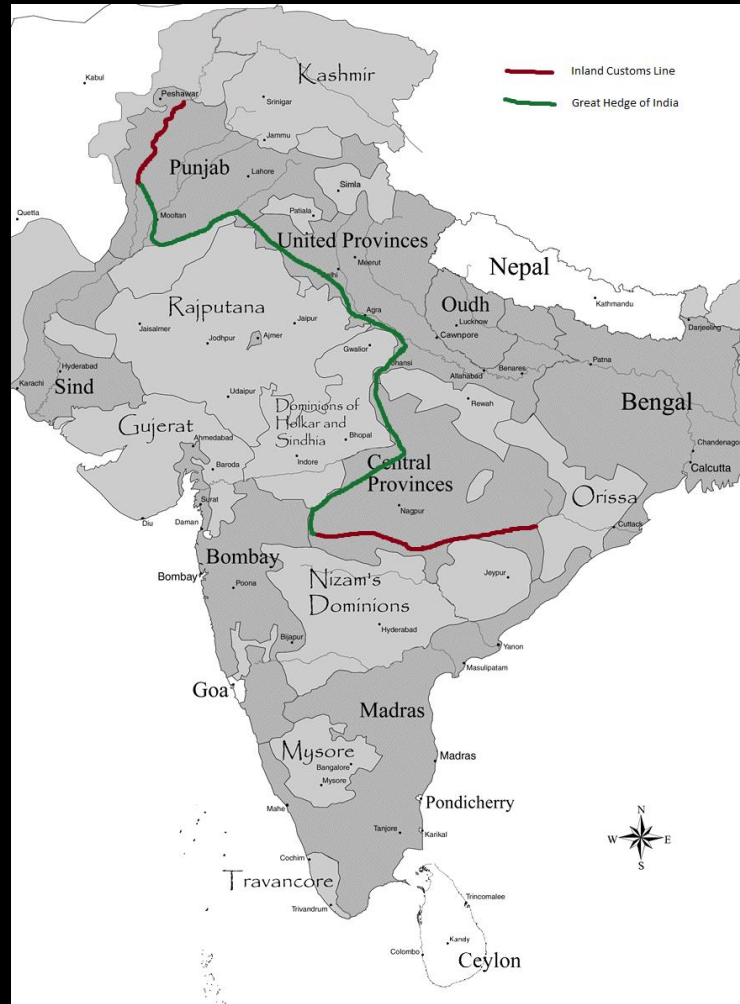 Kashmir
Inland Customs Line
Great Hedge of India
Kabul
Peshawar
Srinigar
Jammu
Punjab
Lahore
Simla
Quetta
Mooltan
Patiala
United Provinces
Meerut
Delhi
Nepal
Rajputana
Oudh
Kathmandu
Jaisalmer
Jaipur
Agra
Lucknow
Darjeeling
Jodhpur
Ajmer
Cawnpore
Gwalior
Hyderabad
Jhansi
Patna
Karachi
Sind
Allahabad
Benares
Udaipur
Rewah
Bengal
Dominions of
Holkar and
Sindhia
Gujerat
Ahmedabad
Bhopal
Chandenagor
Baroda
Indore
Central
Provinces
Calcutta
Surat
Nagpur
Orissa
Diu
Daman
Cuttack
Bombay
Bombay
Poona
Nizam's
Dominions
Jeypur
Hyderabad
Bijapur
Yanon
Masulipatam
Goa
Madras
Mysore
Bangalore
Mysore
Madras
Mahe
Pondicherry
Tanjore
Karikal
N
W
E
S
Cochim
Travancore
Trivandrum
Trincomalee
Kandy
Colombo
Ceylon